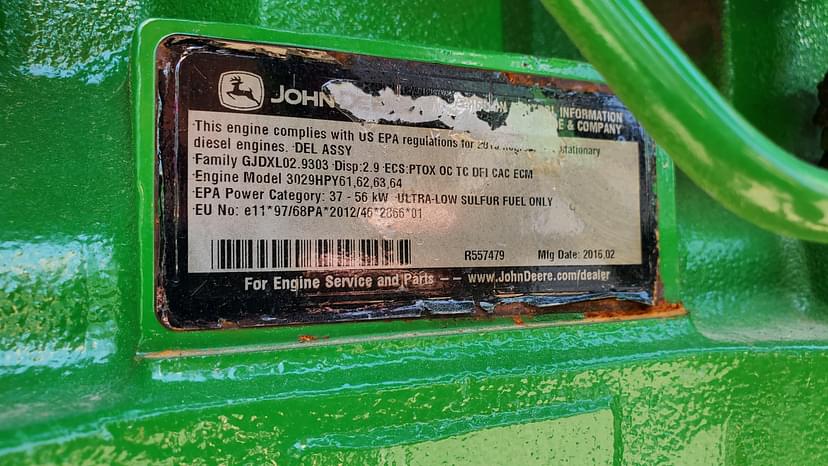 JOHN
INFORMATION
& COMPANY
·This engine complies with US EPA regulations for stationary
diesel engines. ·DEL ASSY
·Family GJDXL02.9303 ·Disp:2.9 ·ECS:PTOX OC TC DFI CAC ECM
·Engine Model 3029HPY61,62,63,64
·EPA Power Category: 37 - 56 kW ·ULTRA-LOW SULFUR FUEL ONLY
·EU No: e11*97/68PA*2012/46*2866*01
R557479 Mfg Date: 2016,02
For Engine Service and Parts - - www.JohnDeere.com/dealer